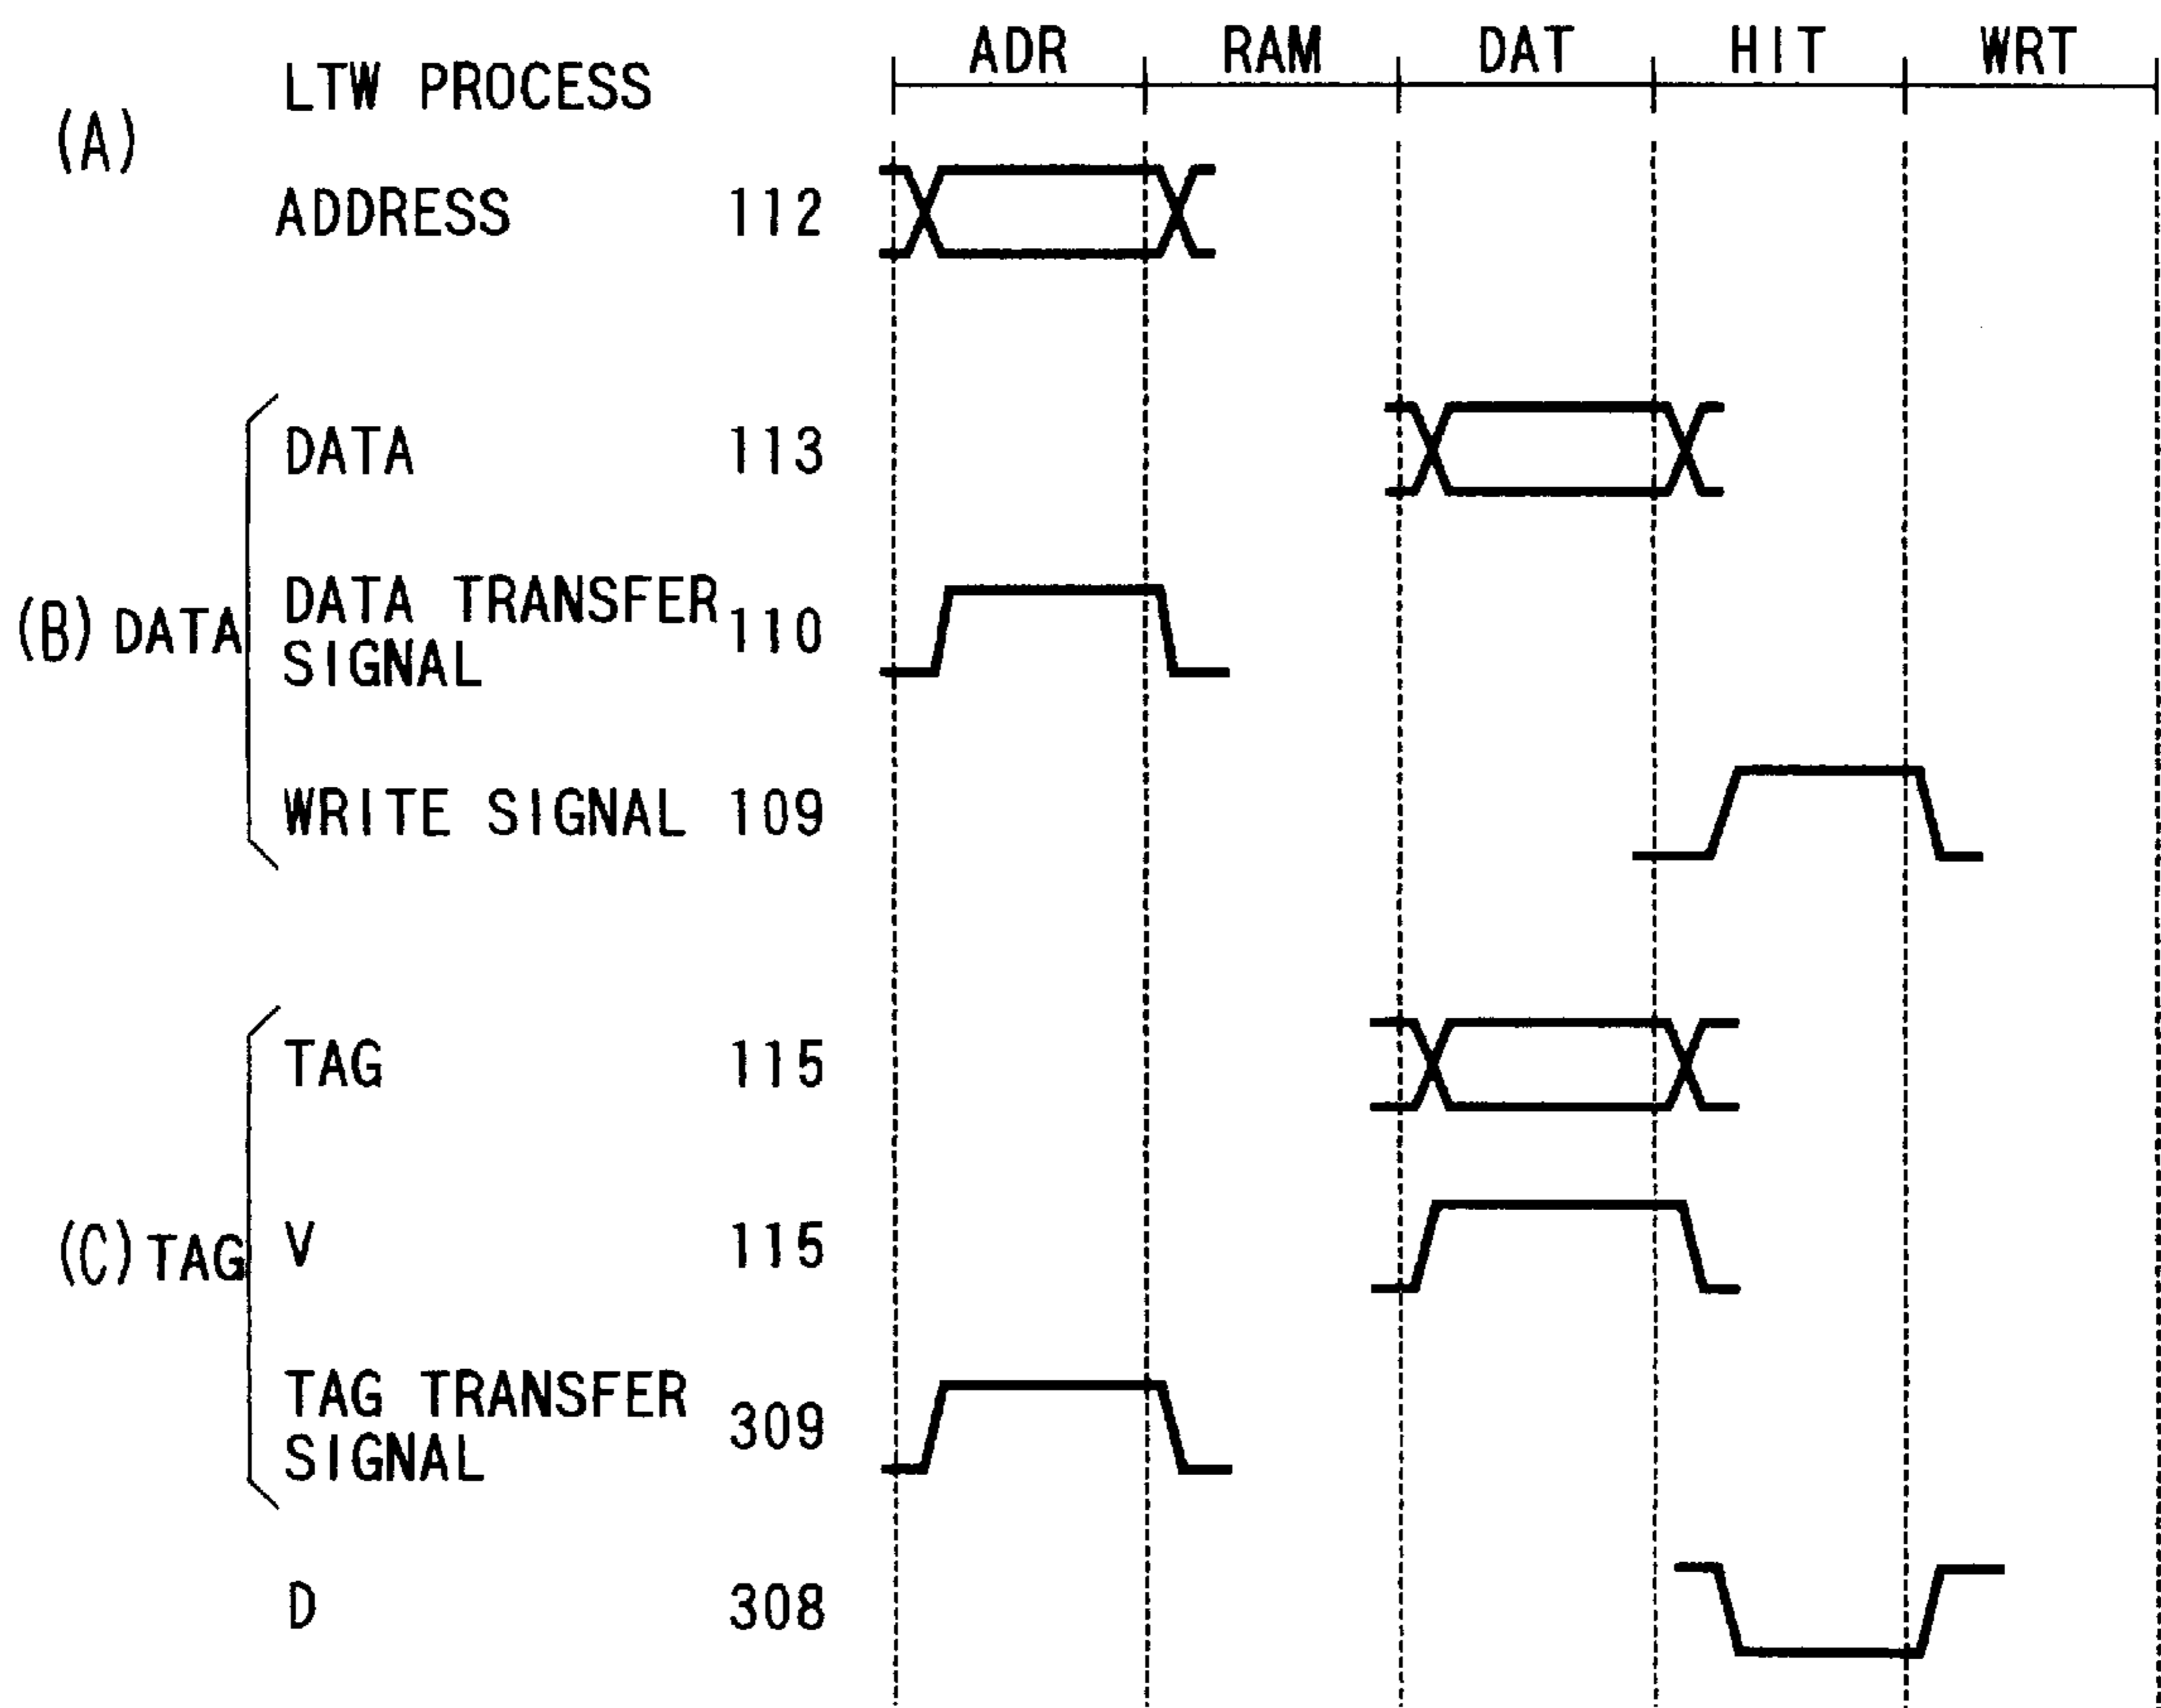 ADR RAM DAT HIT WRT
LTW PROCESS
(A)
ADDRESS 112
DATA 113
(B) DATA
DATA TRANSFER
SIGNAL 110
WRITE SIGNAL 109
TAG 115
(C) TAG
V 115
TAG TRANSFER
SIGNAL 309
D 308